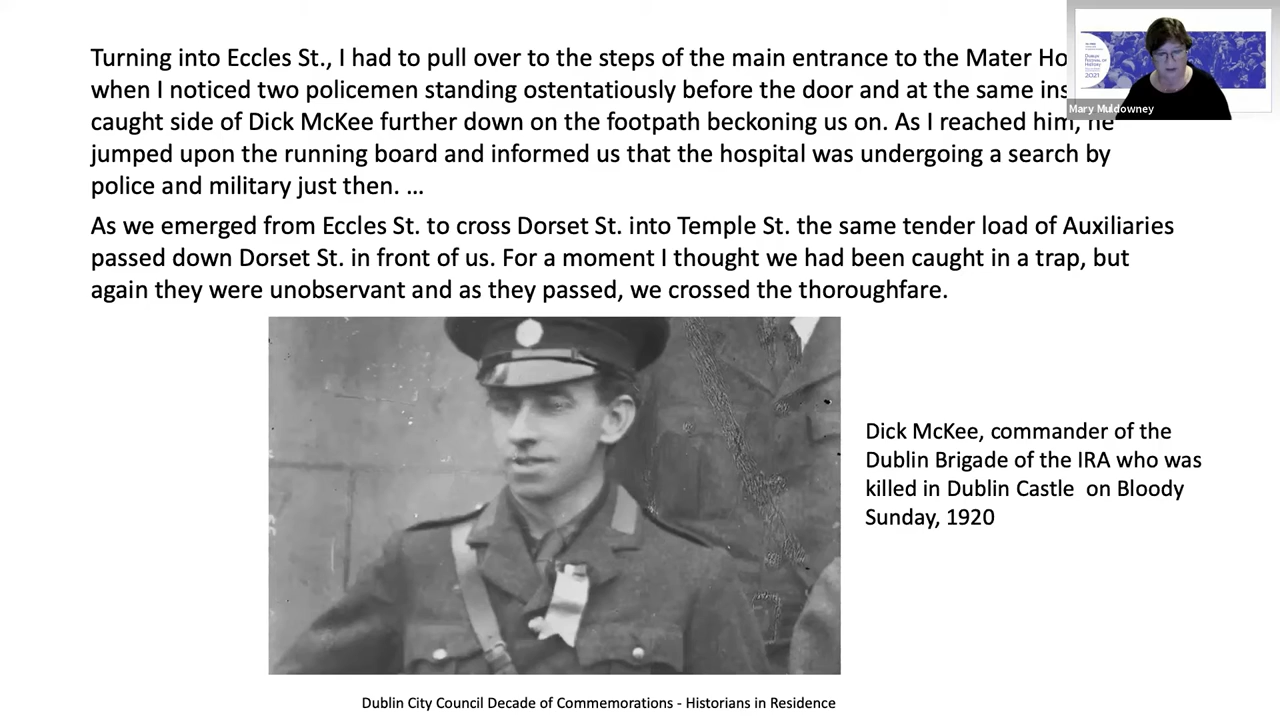 Turning into Eccles St., I had to pull over to the steps of the main entrance to the Mater Ho
when I noticed two policemen standing ostentatiously before the door and at the same ins
caught side of Dick McKee further down on the footpath beckoning us on. As I reached him, he
jumped upon the running board and informed us that the hospital was undergoing a search by
police and military just then. …
As we emerged from Eccles St. to cross Dorset St. into Temple St. the same tender load of Auxiliaries
passed down Dorset St. in front of us. For a moment I thought we had been caught in a trap, but
again they were unobservant and as they passed, we crossed the thoroughfare.
Mary Muldowney
2021
Dick McKee, commander of the
Dublin Brigade of the IRA who was
killed in Dublin Castle on Bloody
Sunday, 1920
Dublin City Council Decade of Commemorations - Historians in Residence